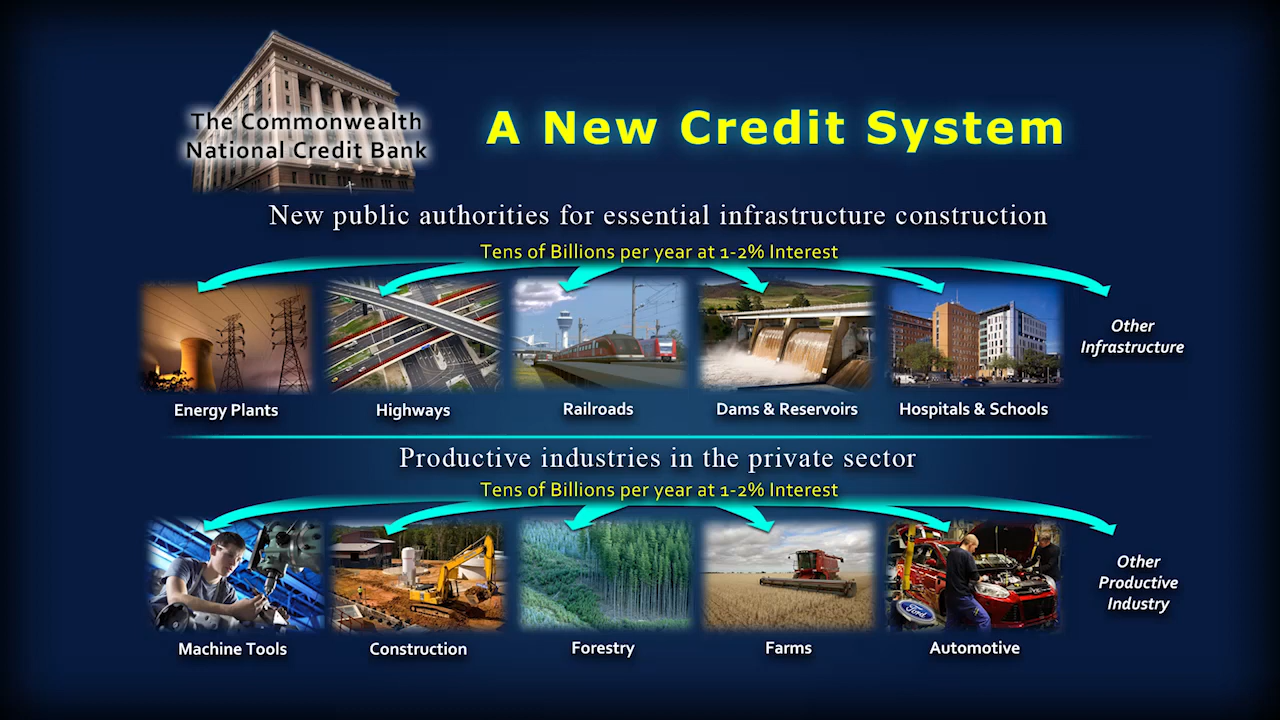 The Commonwealth
National Credit Bank
A New Credit System
New public authorities for essential infrastructure construction
Tens of Billions per year at 1-2% Interest
Other
Infrastructure
Energy Plants
Highways
Railroads
Dams & Reservoirs
Hospitals & Schools
Productive industries in the private sector
Tens of Billions per year at 1-2% Interest
Other
Productive
Industry
Ford
Machine Tools
Construction
Forestry
Farms
Automotive